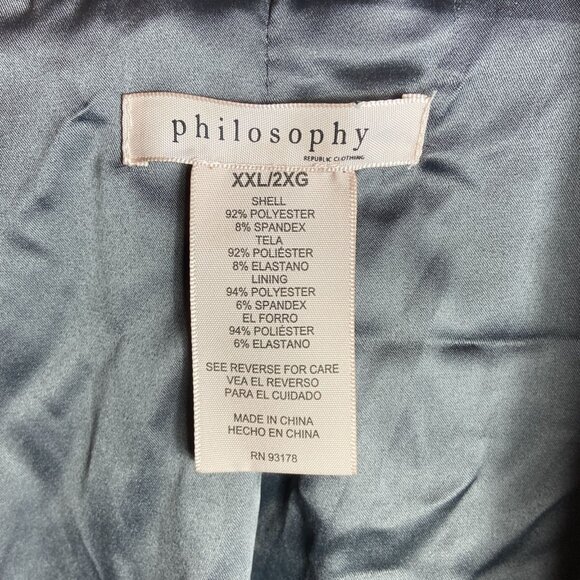 philosophy
REPUBLIC CLOTHING
XXL/2XG
SHELL
92% POLYESTER
8% SPANDEX
TELA
92% POLIÉSTER
8% ELASTANO
LINING
94% POLYESTER
6% SPANDEX
EL FORRO
94% POLIÉSTER
6% ELASTANO
SEE REVERSE FOR CARE
VEA EL REVERSO
PARA EL CUIDADO
MADE IN CHINA
HECHO EN CHINA
RN 93178